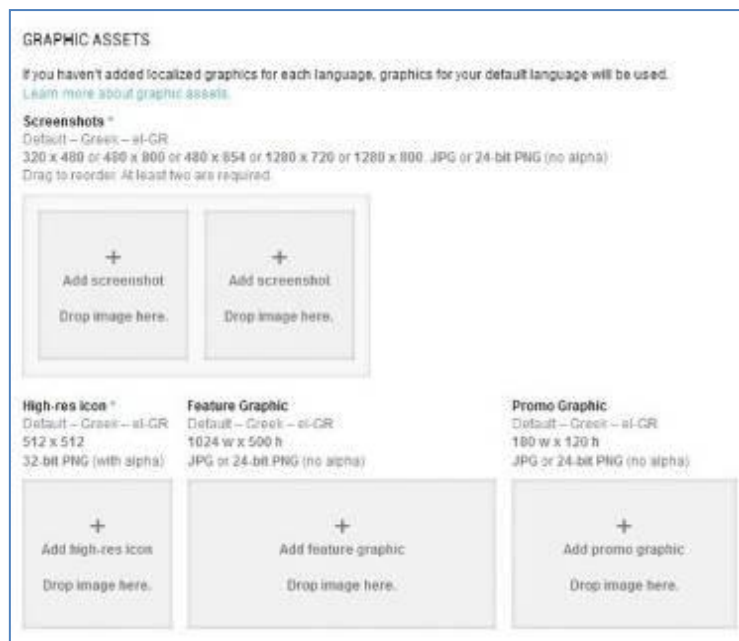 GRAPHIC ASSETS
If you haven't added localized graphics for each language, graphics for your default language will be used.
Learn more about graphic assets.
Screenshots *
Default – Greek – el-GR
320 x 480 or 480 x 800 or 480 x 854 or 1280 x 720 or 1280 x 800. JPG or 24-bit PNG (no alpha)
Drag to reorder. At least two are required.
+ +
Add screenshot Add screenshot
Drop image here. Drop image here.
High-res icon * Feature Graphic Promo Graphic
Default – Greek – el-GR Default – Greek – el-GR Default – Greek – el-GR
512 x 512 1024 w x 500 h 180 w x 120 h
32-bit PNG (with alpha) JPG or 24-bit PNG (no alpha) JPG or 24-bit PNG (no alpha)
+ + +
Add high-res icon Add feature graphic Add promo graphic
Drop image here. Drop image here. Drop image here.